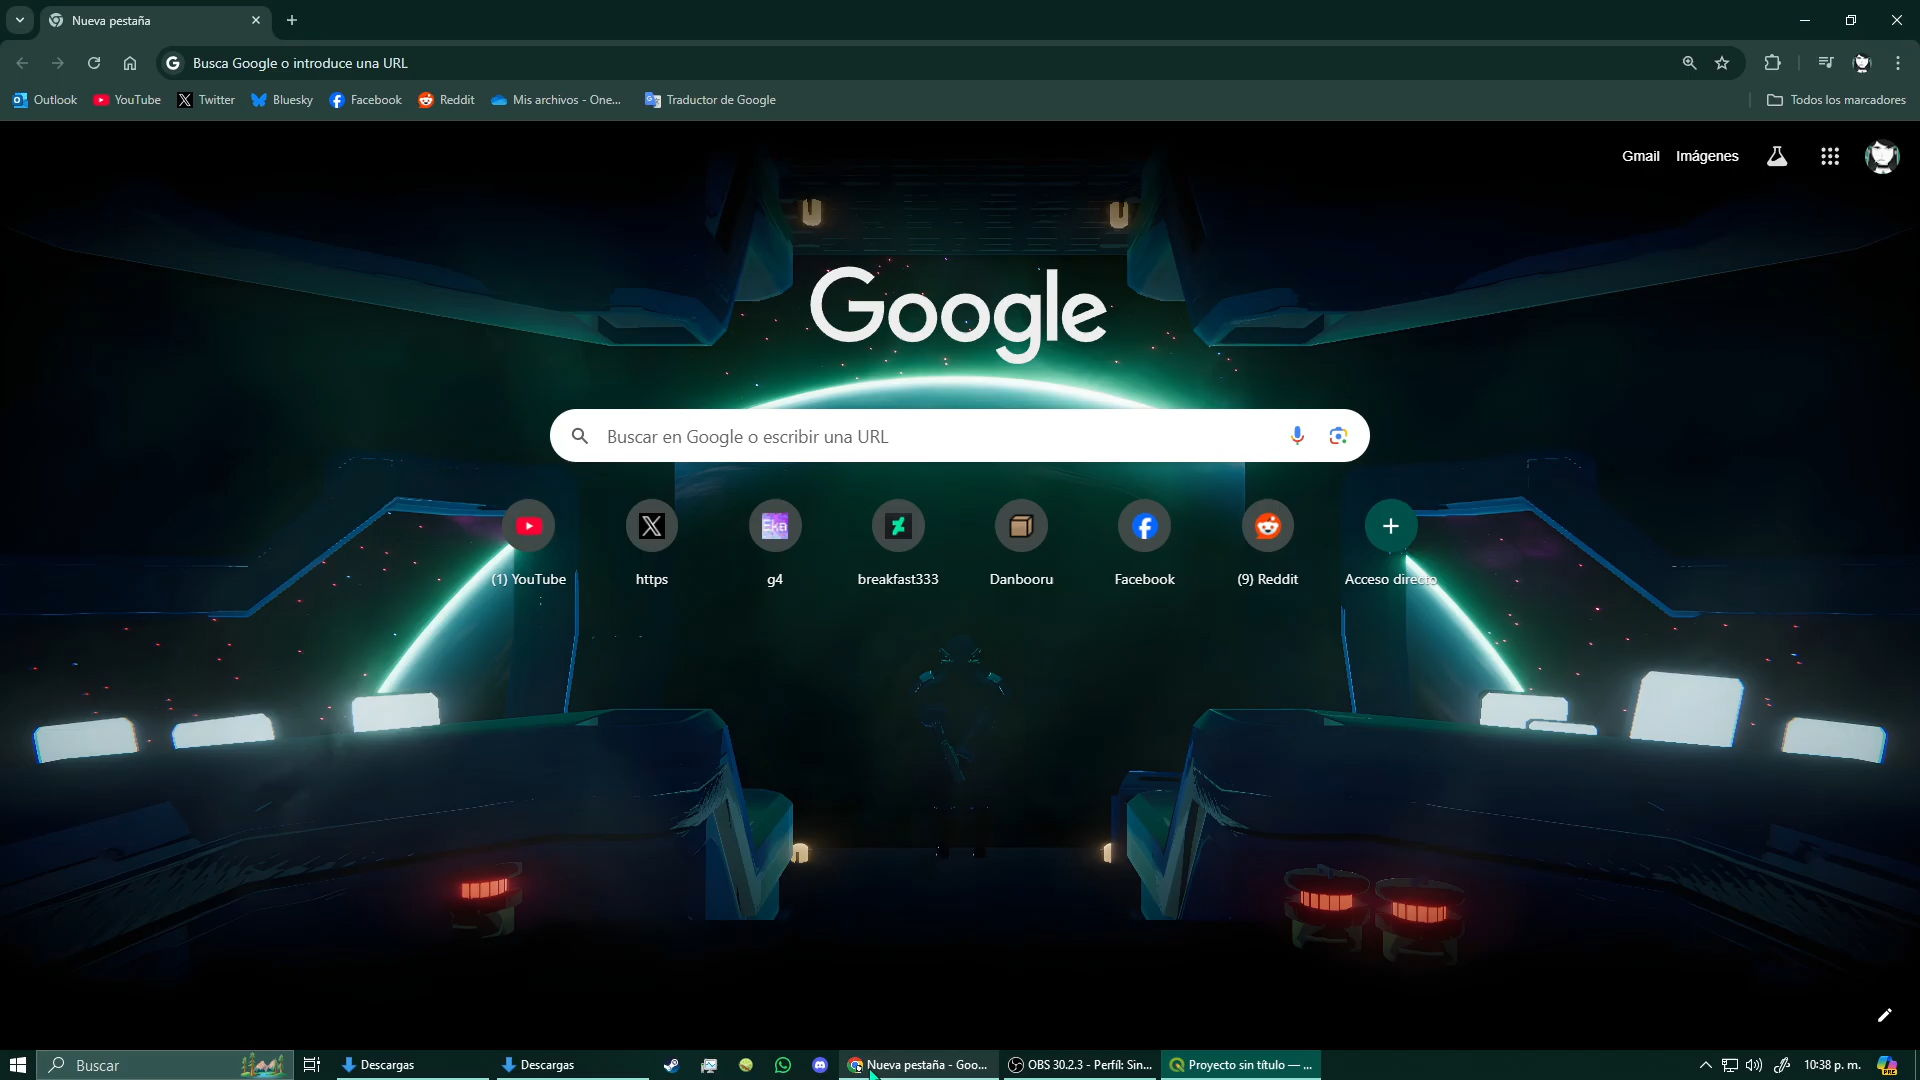 Nueva pestaña
Busca Google o introduce una URL
Outlook
YouTube
Twitter
Bluesky
Facebook
Reddit
Mis archivos - One...
Traductor de Google
Todos los marcadores
Gmail
Imágenes
Google
Buscar en Google o escribir una URL
(1) YouTube
https
Eka
g4
breakfast333
Danbooru
Facebook
(9) Reddit
Acceso directo
Buscar
Descargas
Descargas
Nueva pestaña - Goo...
OBS 30.2.3 - Perfil: Sin...
Proyecto sin título — ...
10:38 p. m.
PRE